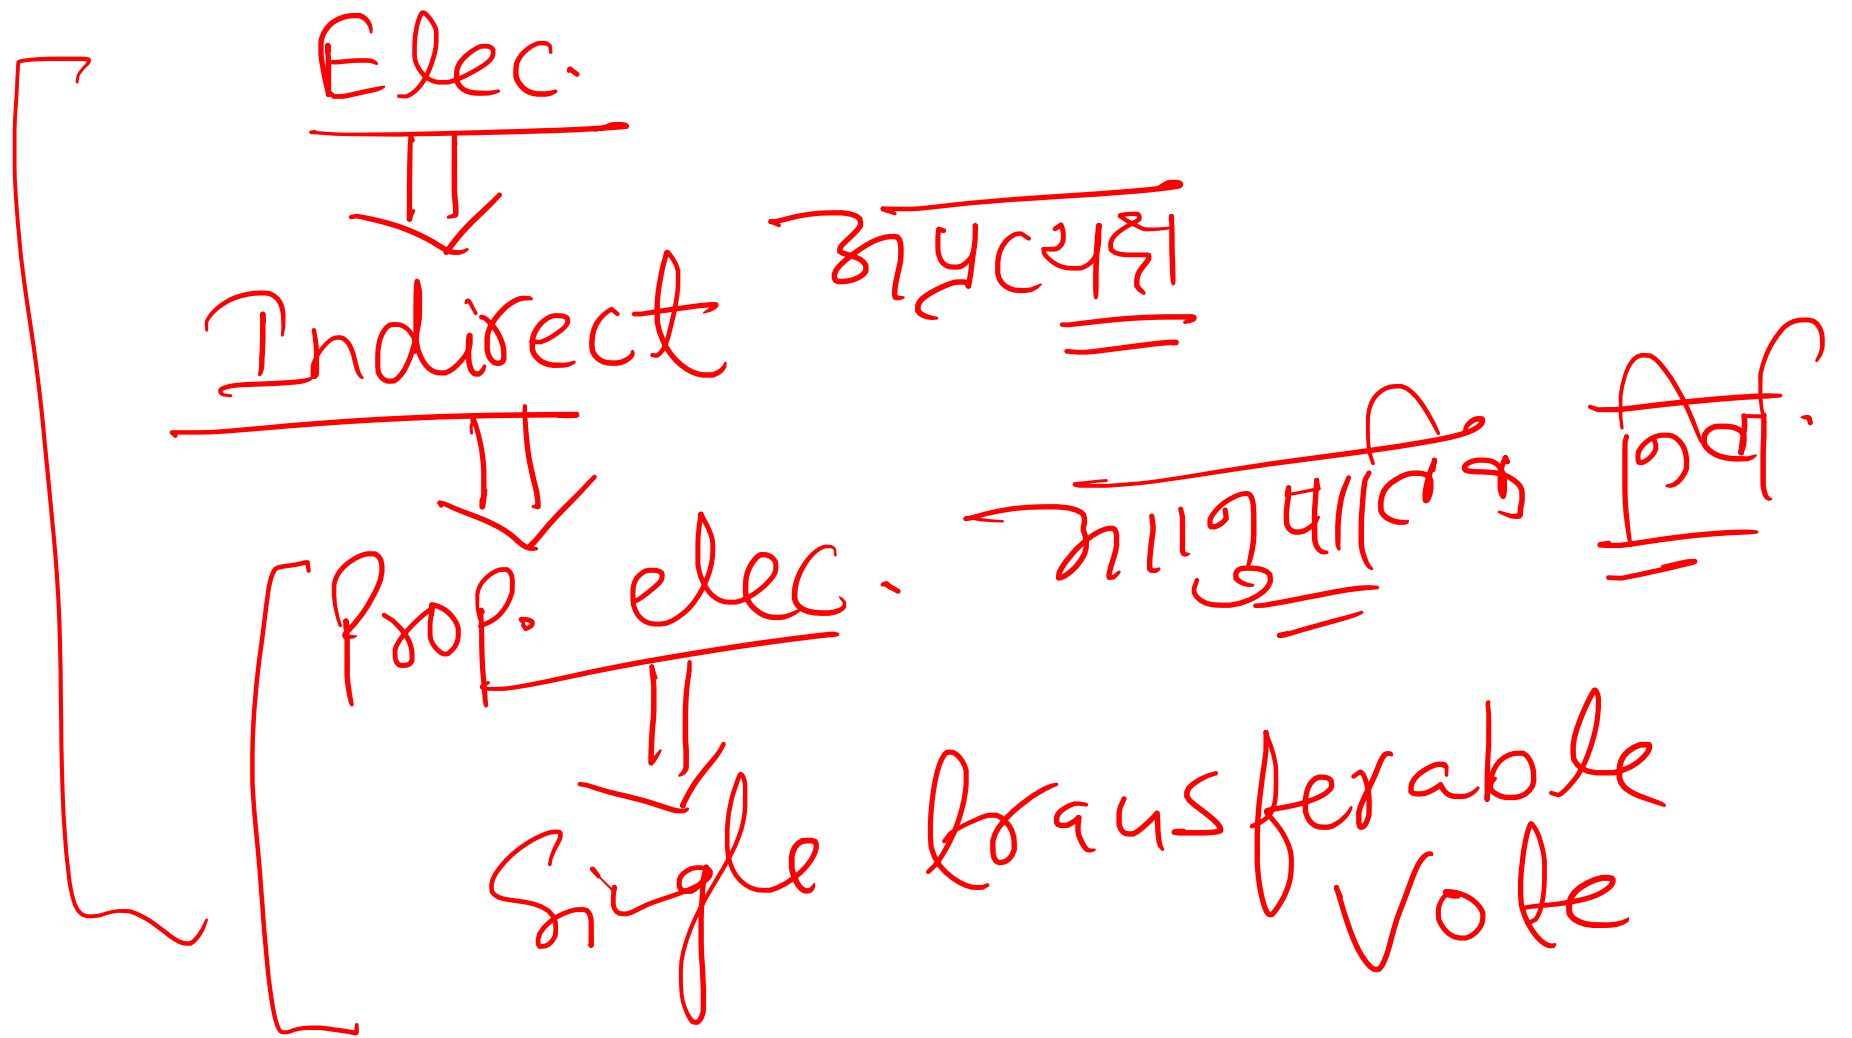 Elec.
Indirect अप्रत्यक्ष
Prop. elec. आनुपातिक निर्वा.
Single transferable
Vote